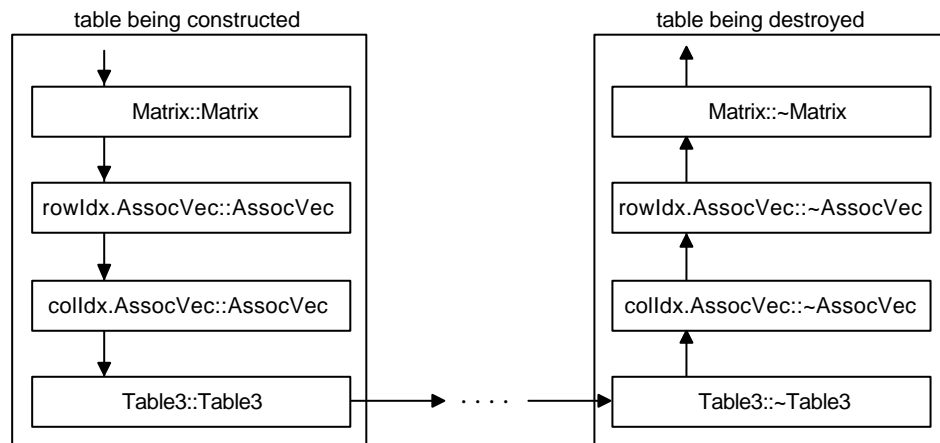 table being constructed
Matrix::Matrix
rowIdx.AssocVec::AssocVec
colIdx.AssocVec::AssocVec
Table3::Table3
. . . .
table being destroyed
Matrix::~Matrix
rowIdx.AssocVec::~AssocVec
colIdx.AssocVec::~AssocVec
Table3::~Table3